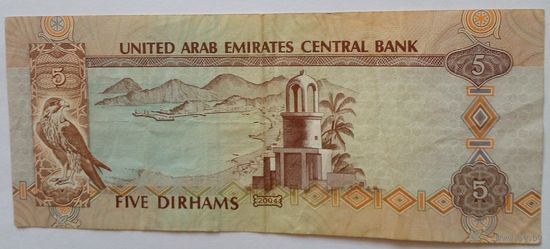 UNITED ARAB EMIRATES CENTRAL BANK
5
5
5
FIVE DIRHAMS
2004